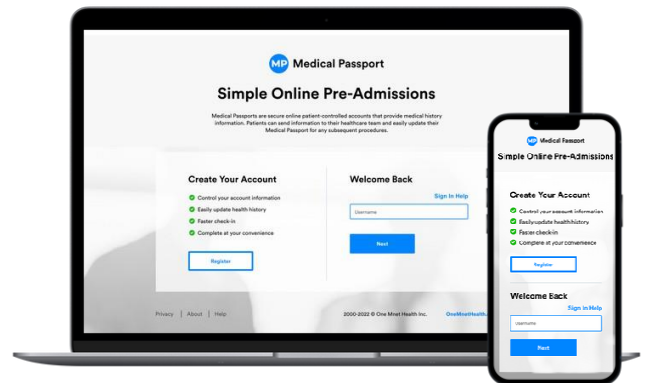 MP Medical Passport
Simple Online Pre-Admissions
Medical Passports are secure online patient-controlled accounts that provide medical history
information. Patients can send information to their healthcare team and easily update their
Medical Passport for any subsequent procedures.
Create Your Account
Control your account information
Easily update health history
Faster check-in
Complete at your convenience
Register
Welcome Back
Sign In Help
Username
Next
Privacy | About | Help
2000-2022 © One Mnet Health Inc.
OneMnetHealth.
MP Medical Passport
Simple Online Pre-Admissions
Create Your Account
Control your account information
Easily update health history
Faster check-in
Complete at your convenience
Register
Welcome Back
Sign In Help
Username
Next